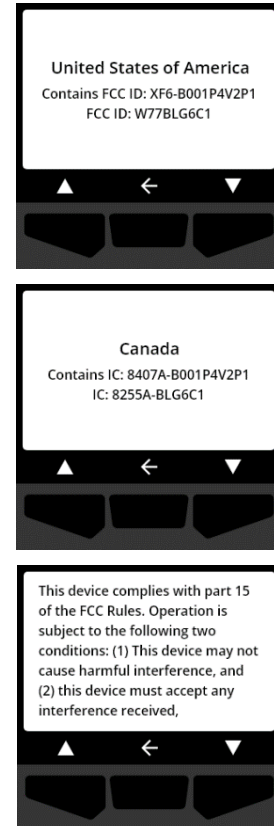 United States of America
Contains FCC ID: XF6-B001P4V2P1
FCC ID: W77BLG6C1
Canada
Contains IC: 8407A-B001P4V2P1
IC: 8255A-BLG6C1
This device complies with part 15
of the FCC Rules. Operation is
subject to the following two
conditions: (1) This device may not
cause harmful interference, and
(2) this device must accept any
interference received,